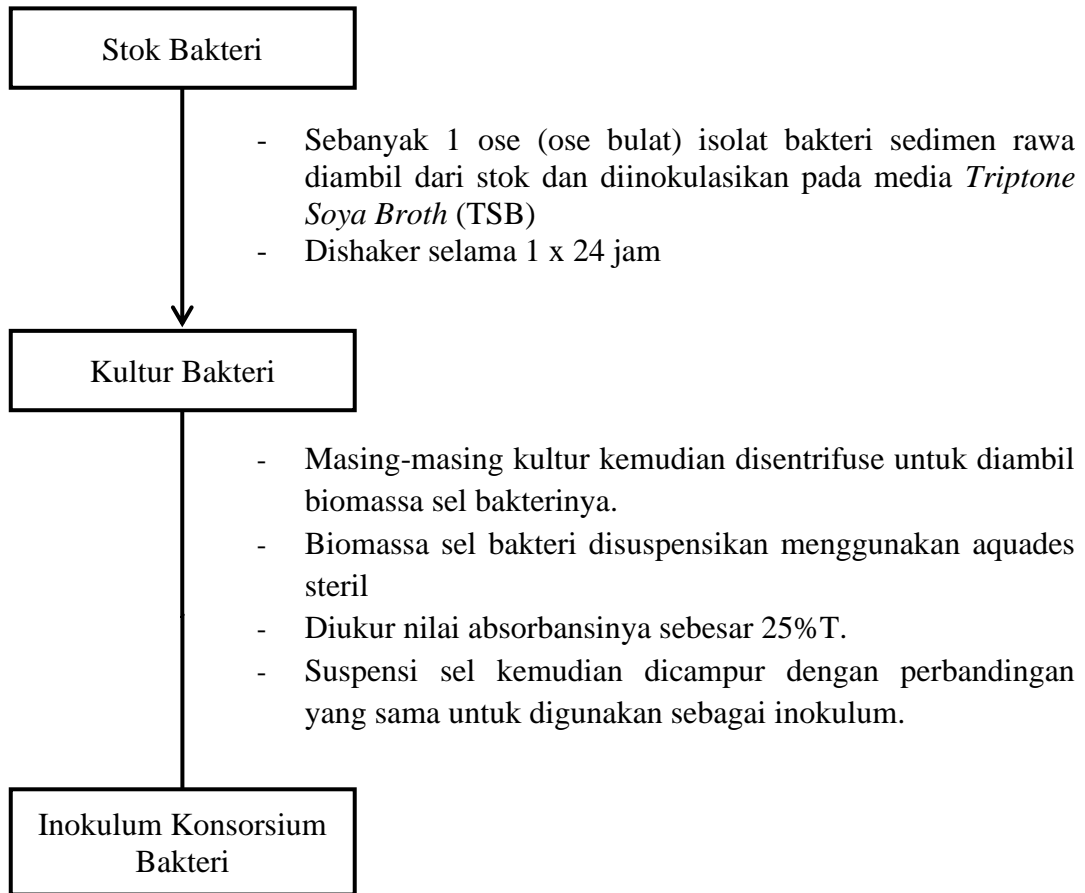 Stok Bakteri
- Sebanyak 1 ose (ose bulat) isolat bakteri sedimen rawa
diambil dari stok dan diinokulasikan pada media Triptone
Soya Broth (TSB)
- Dishaker selama 1 x 24 jam
Kultur Bakteri
- Masing-masing kultur kemudian disentrifuse untuk diambil
biomassa sel bakterinya.
- Biomassa sel bakteri disuspensikan menggunakan aquades
steril
- Diukur nilai absorbansinya sebesar 25%T.
- Suspensi sel kemudian dicampur dengan perbandingan
yang sama untuk digunakan sebagai inokulum.
Inokulum Konsorsium
Bakteri